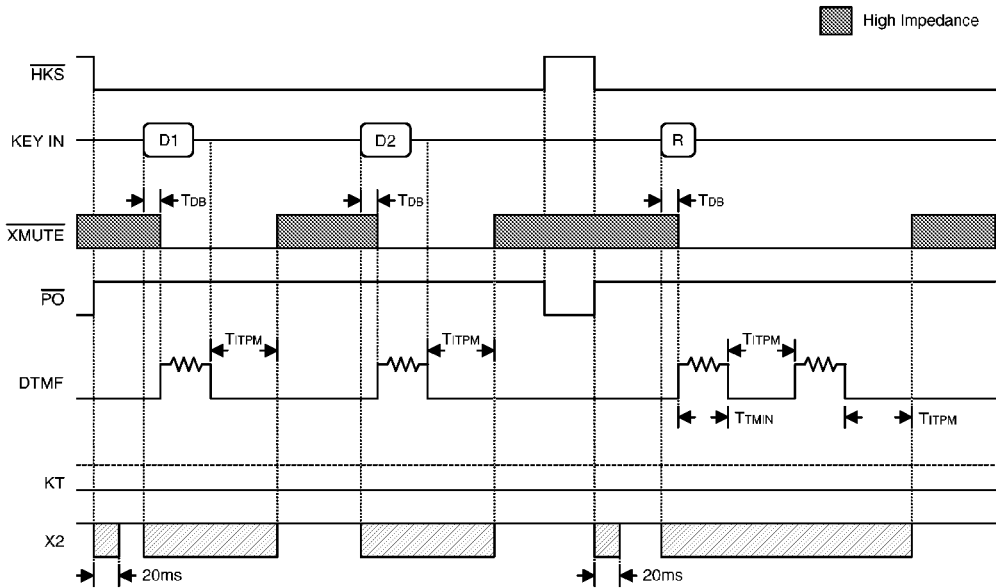 High Impedance
HKS
KEY IN D1 D2 R
TDB TDB TDB
XMUTE
PO
TITPM TITPM TITPM
DTMF
TTMIN TITPM
KT
X2
20ms 20ms